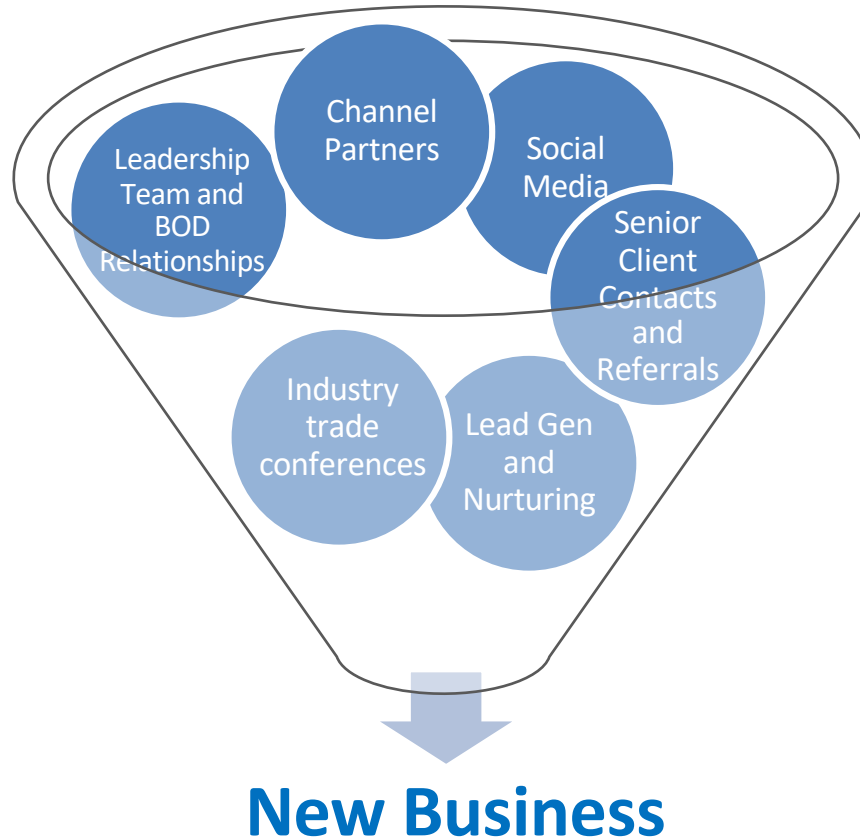 Channel
Partners
Social
Media
Leadership
Team and
BOD
Relationships
Senior
Client
Contacts
and
Referrals
Industry
trade
conferences
Lead Gen
and
Nurturing
New Business